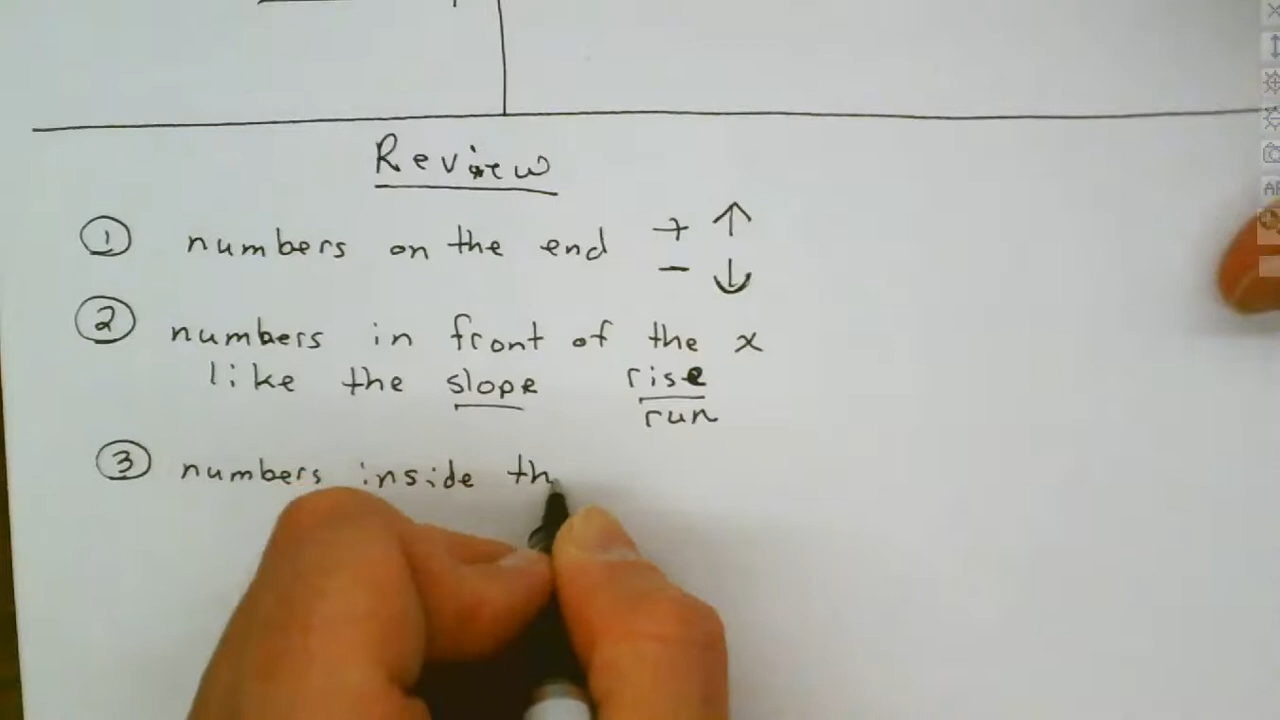 Review
① numbers on the end + ↑
− ↓
② numbers in front of the x
like the slope rise
run
③ numbers inside th